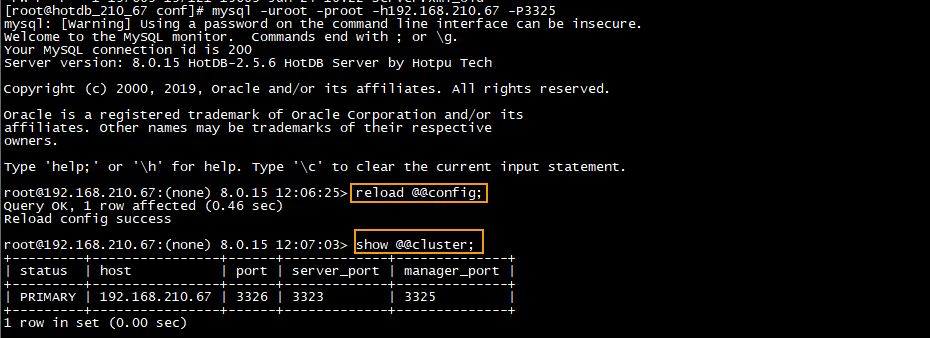 [root@hotdb_210_67 conf]# mysql -uroot -proot -h192.168.210.67 -P3325
mysql: [Warning] Using a password on the command line interface can be insecure.
Welcome to the MySQL monitor.  Commands end with ; or \g.
Your MySQL connection id is 200
Server version: 8.0.15 HotDB-2.5.6 HotDB Server by Hotpu Tech
Copyright (c) 2000, 2019, Oracle and/or its affiliates. All rights reserved.
Oracle is a registered trademark of Oracle Corporation and/or its
affiliates. Other names may be trademarks of their respective
owners.
Type 'help;' or '\h' for help. Type '\c' to clear the current input statement.
root@192.168.210.67:(none) 8.0.15 12:06:25> reload @@config;
Query OK, 1 row affected (0.46 sec)
Reload config success
root@192.168.210.67:(none) 8.0.15 12:07:03> show @@cluster;
+---------+----------------+------+-------------+--------------+
| status  | host           | port | server_port | manager_port |
+---------+----------------+------+-------------+--------------+
| PRIMARY | 192.168.210.67 | 3326 | 3323        | 3325         |
+---------+----------------+------+-------------+--------------+
1 row in set (0.00 sec)